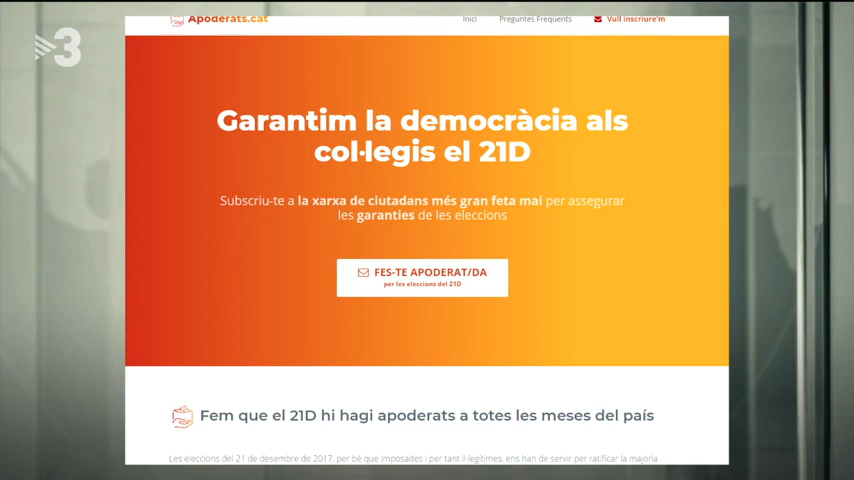 3
Apoderats.cat
Inici
Preguntes Freqüents
Vull inscriure'm
Garantim la democràcia als
col·legis el 21D
Subscriu-te a la xarxa de ciutadans més gran feta mai per assegurar
les garanties de les eleccions
FES-TE APODERAT/DA
per les eleccions del 21D
Fem que el 21D hi hagi apoderats a totes les meses del país
Les eleccions del 21 de desembre de 2017, per bé que imposades i per tant il·legítimes, ens han de servir per ratificar la majoria